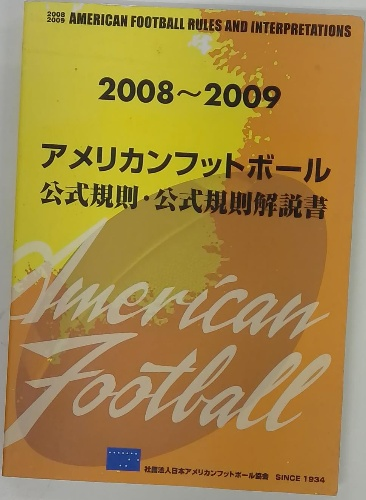 2008
2009 AMERICAN FOOTBALL RULES AND INTERPRETATIONS
2008～2009
アメリカンフットボール
公式規則・公式規則解説書
American
Football
社団法人日本アメリカンフットボール協会 SINCE 1934